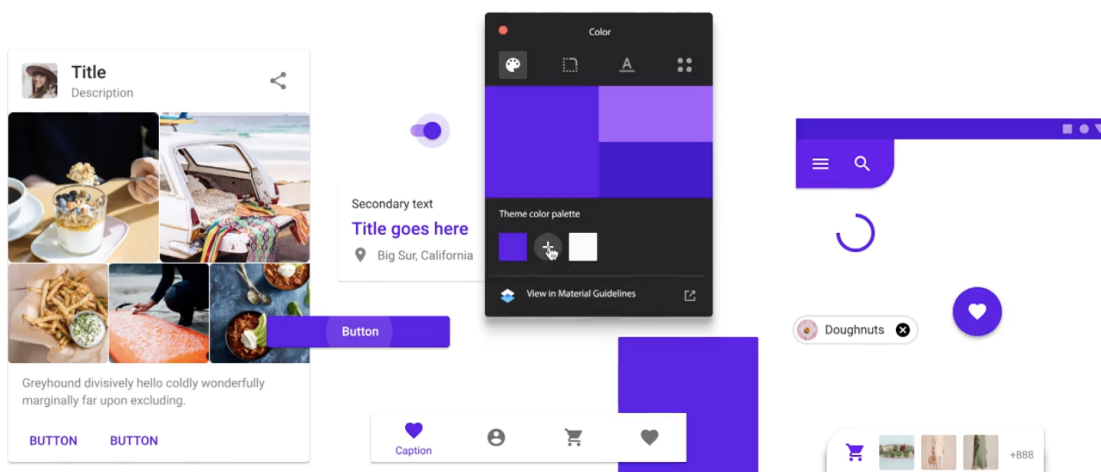 Title
Description
Greyhound divisively hello coldly wonderfully
marginally far upon excluding.
BUTTON
BUTTON
Secondary text
Title goes here
Big Sur, California
Button
Caption
Color
A
Theme color palette
View in Material Guidelines
Doughnuts
+888